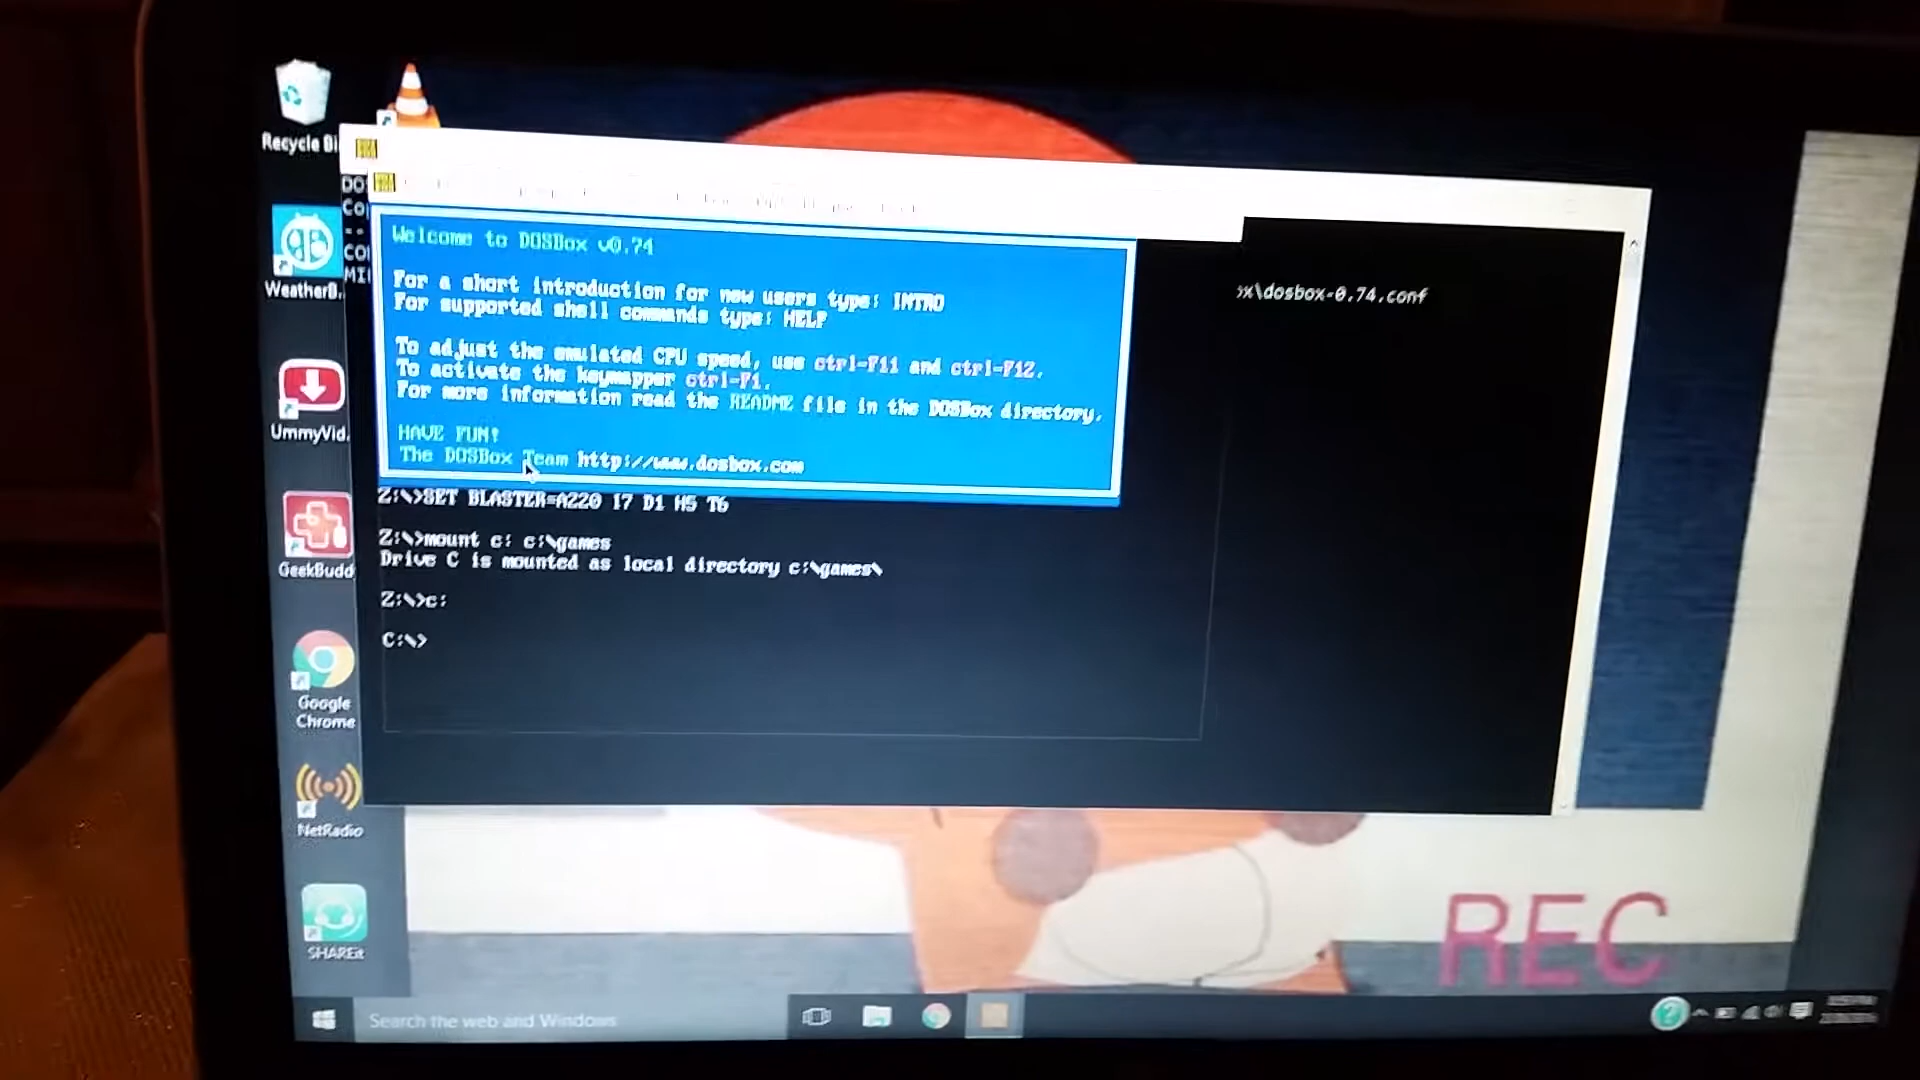 Recycle Bi
WeatherB.
UmmyVid.
GeekBudd
Google
Chrome
NetRadio
SHAREit
DO
Co
--
CO
MI
x\dosbox-0.74.conf
Welcome to DOSBox v0.74
For a short introduction for new users type: INTRO
For supported shell commands type: HELP
To adjust the emulated CPU speed, use ctrl-F11 and ctrl-F12.
To activate the keymapper ctrl-F1.
For more information read the README file in the DOSBox directory.
HAVE FUN!
The DOSBox Team http://www.dosbox.com
Z:\>SET BLASTER=A220 I7 D1 H5 T6
Z:\>mount c: c:\games
Drive C is mounted as local directory c:\games\
Z:\>c:
C:\>
REC
Search the web and Windows